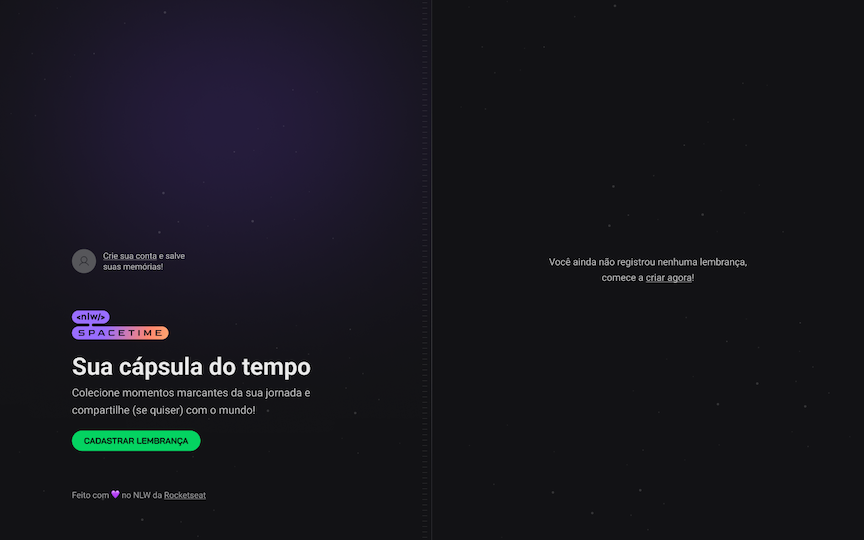 Crie sua conta e salve
suas memórias!
<nlw/>
SPACETIME
Sua cápsula do tempo
Colecione momentos marcantes da sua jornada e
compartilhe (se quiser) com o mundo!
CADASTRAR LEMBRANÇA
Feito com 💜 no NLW da Rocketseat
Você ainda não registrou nenhuma lembrança,
comece a criar agora!